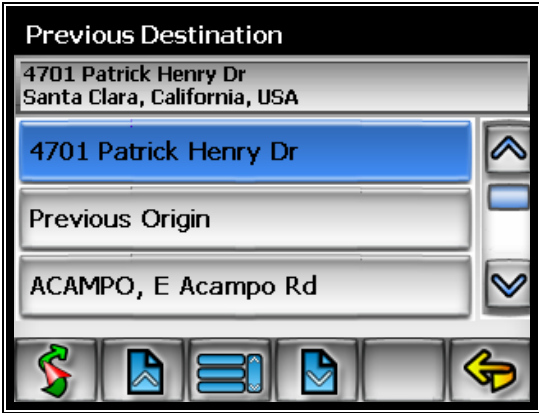 Previous Destination
4701 Patrick Henry Dr
Santa Clara, California, USA
4701 Patrick Henry Dr
Previous Origin
ACAMPO, E Acampo Rd